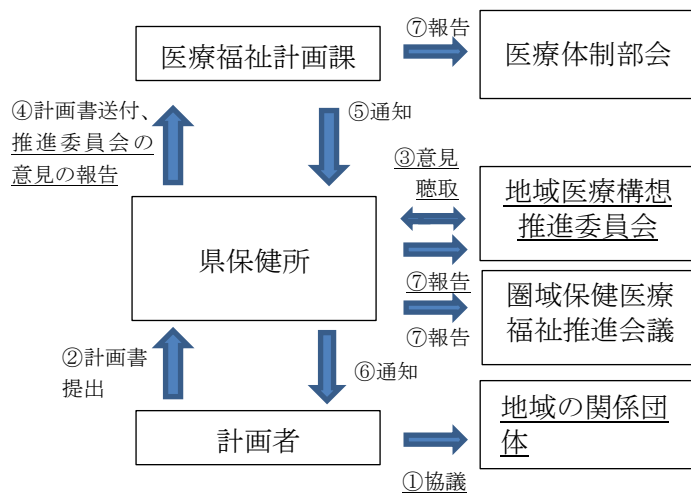 医療福祉計画課
⑦報告
医療体制部会
④計画書送付、
推進委員会の
意見の報告
⑤通知
③意見
聴取
地域医療構想
推進委員会
県保健所
⑦報告
⑦報告
圏域保健医療
福祉推進会議
②計画書
提出
⑥通知
計画者
①協議
地域の関係団
体